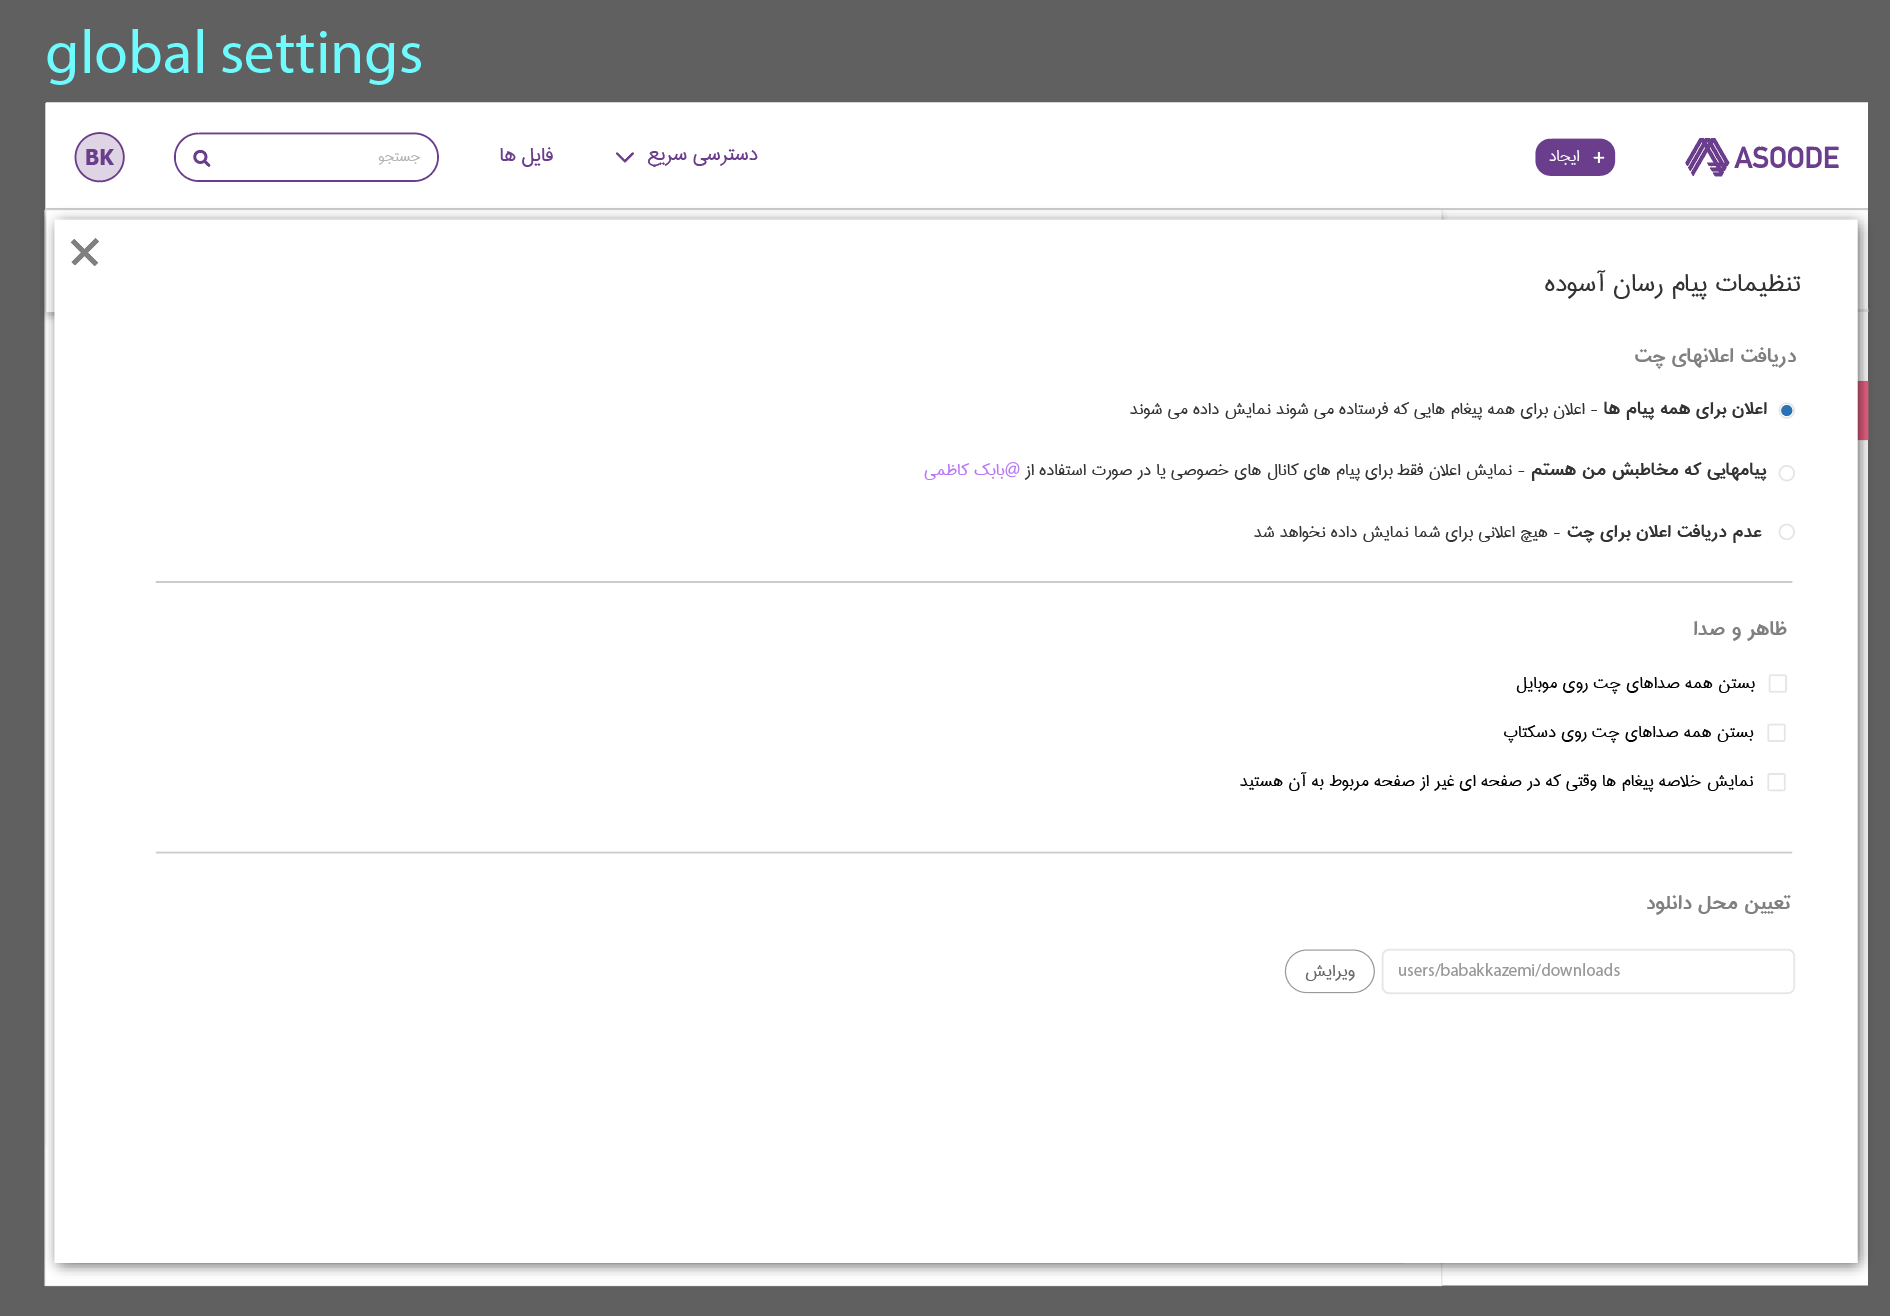 global settings
ASOODE
+ ایجاد
دسترسی سریع
فایل ها
جستجو
BK
تنظیمات پیام رسان آسوده
دریافت اعلانهای چت
اعلان برای همه پیام ها - اعلان برای همه پیغام هایی که فرستاده می شوند نمایش داده می شوند
پیامهایی که مخاطبش من هستم - نمایش اعلان فقط برای پیام های کانال های خصوصی یا در صورت استفاده از @بابک کاظمی
عدم دریافت اعلان برای چت - هیچ اعلانی برای شما نمایش داده نخواهد شد
ظاهر و صدا
بستن همه صداهای چت روی موبایل
بستن همه صداهای چت روی دسکتاپ
نمایش خلاصه پیغام ها وقتی که در صفحه ای غیر از صفحه مربوط به آن هستید
تعیین محل دانلود
users/babakkazemi/downloads
ویرایش